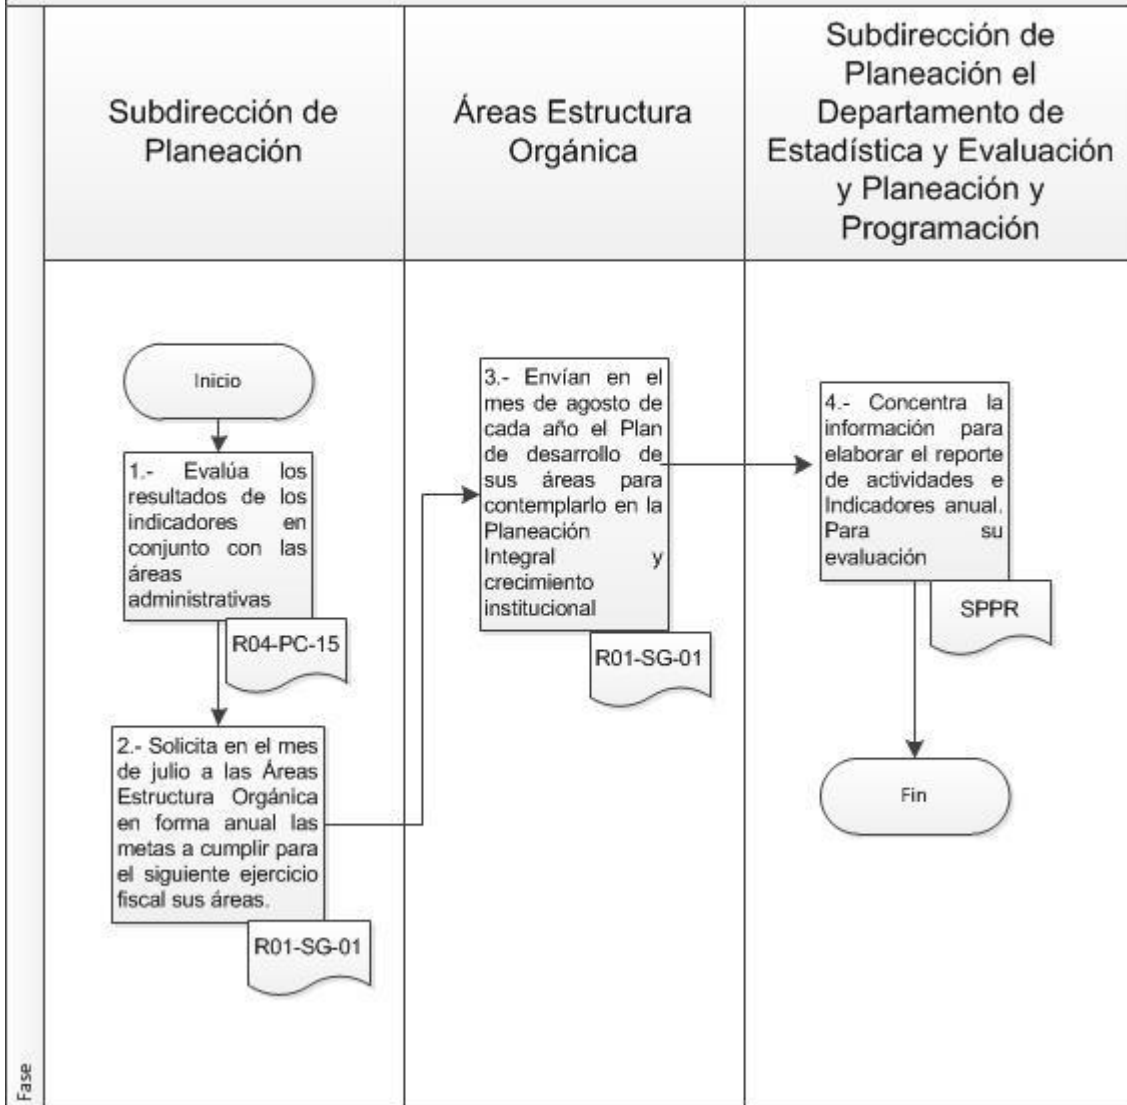 Subdirección de
Planeación
Áreas Estructura
Orgánica
Subdirección de
Planeación el
Departamento de
Estadística y Evaluación
y Planeación y
Programación
Inicio
1.- Evalúa los
resultados de los
indicadores en
conjunto con las
áreas
administrativas
R04-PC-15
2.- Solicita en el mes
de julio a las Áreas
Estructura Orgánica
en forma anual las
metas a cumplir para
el siguiente ejercicio
fiscal sus áreas.
R01-SG-01
3.- Envían en el
mes de agosto de
cada año el Plan
de desarrollo de
sus áreas para
contemplarlo en la
Planeación
Integral y
crecimiento
institucional
R01-SG-01
4.- Concentra la
información para
elaborar el reporte
de actividades e
Indicadores anual.
Para su
evaluación
SPPR
Fin
Fase